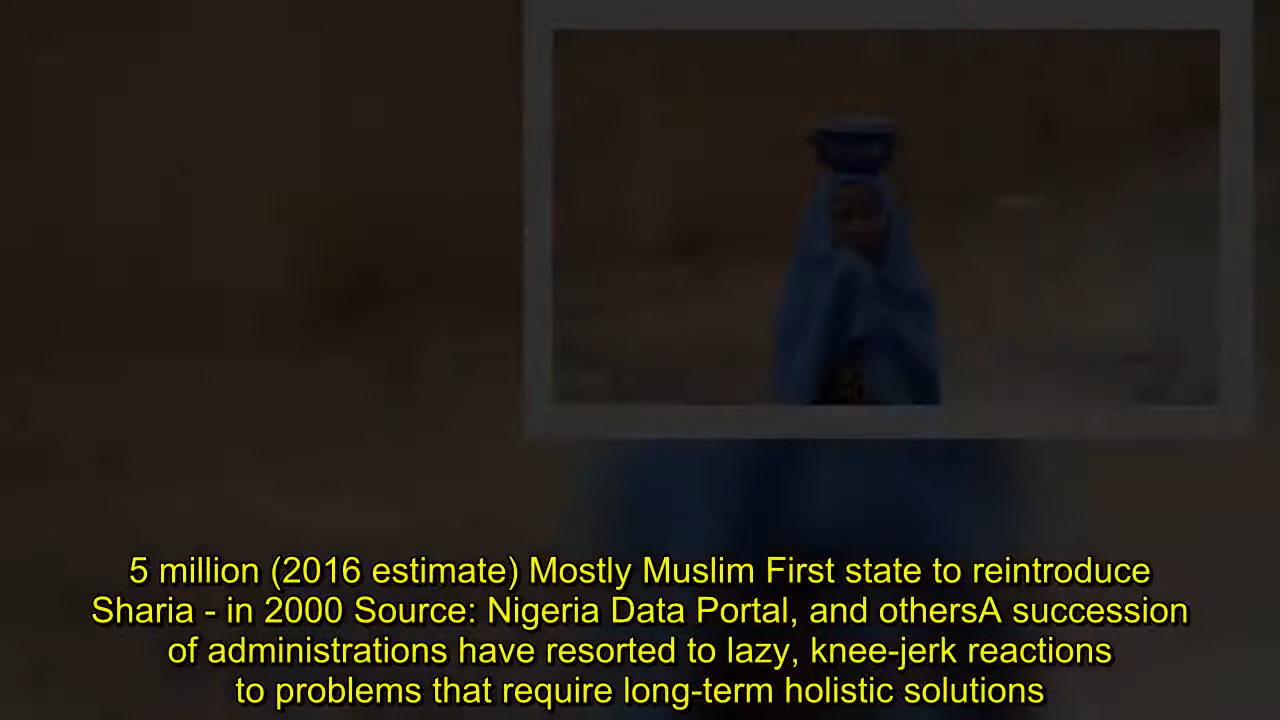 5 million (2016 estimate) Mostly Muslim First state to reintroduce
Sharia - in 2000 Source: Nigeria Data Portal, and othersA succession
of administrations have resorted to lazy, knee-jerk reactions
to problems that require long-term holistic solutions